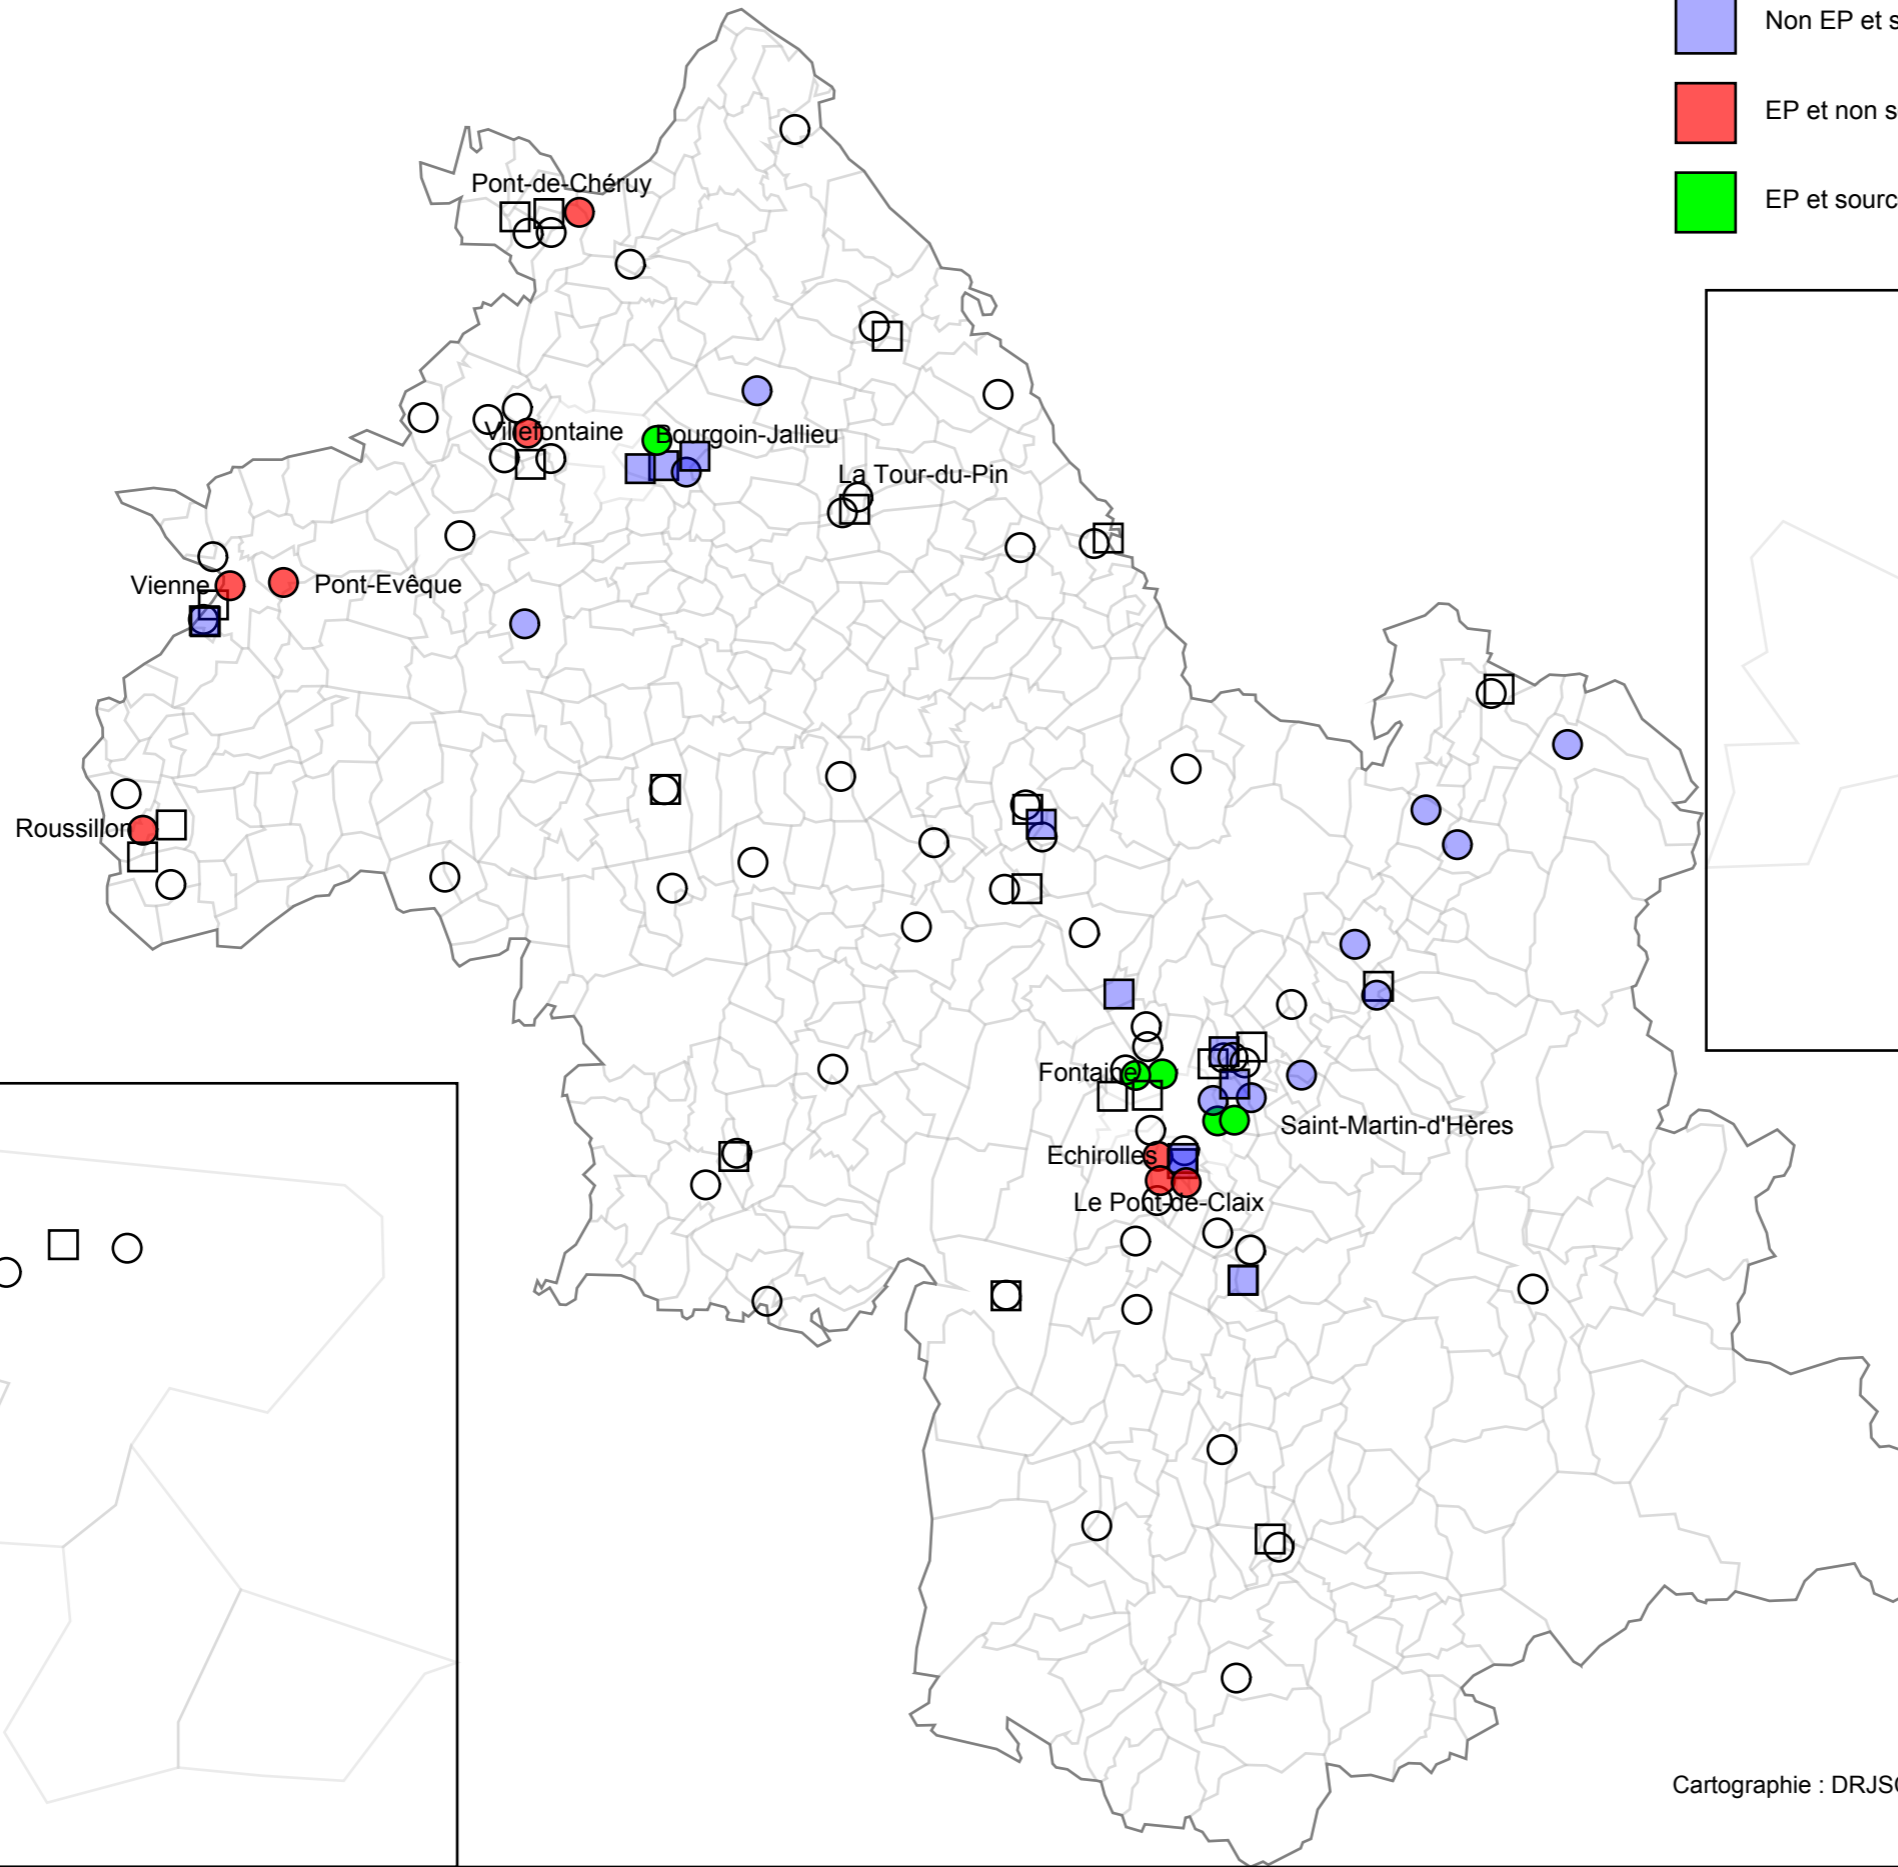 Non EP et s
EP et non s
EP et sourc
Pont-de-Chéruy
Villefontaine
Bourgoin-Jallieu
La Tour-du-Pin
Vienne
Pont-Evêque
Roussillon
Fontaine
Saint-Martin-d'Hères
Echirolles
Le Pont-de-Claix
Cartographie : DRJS